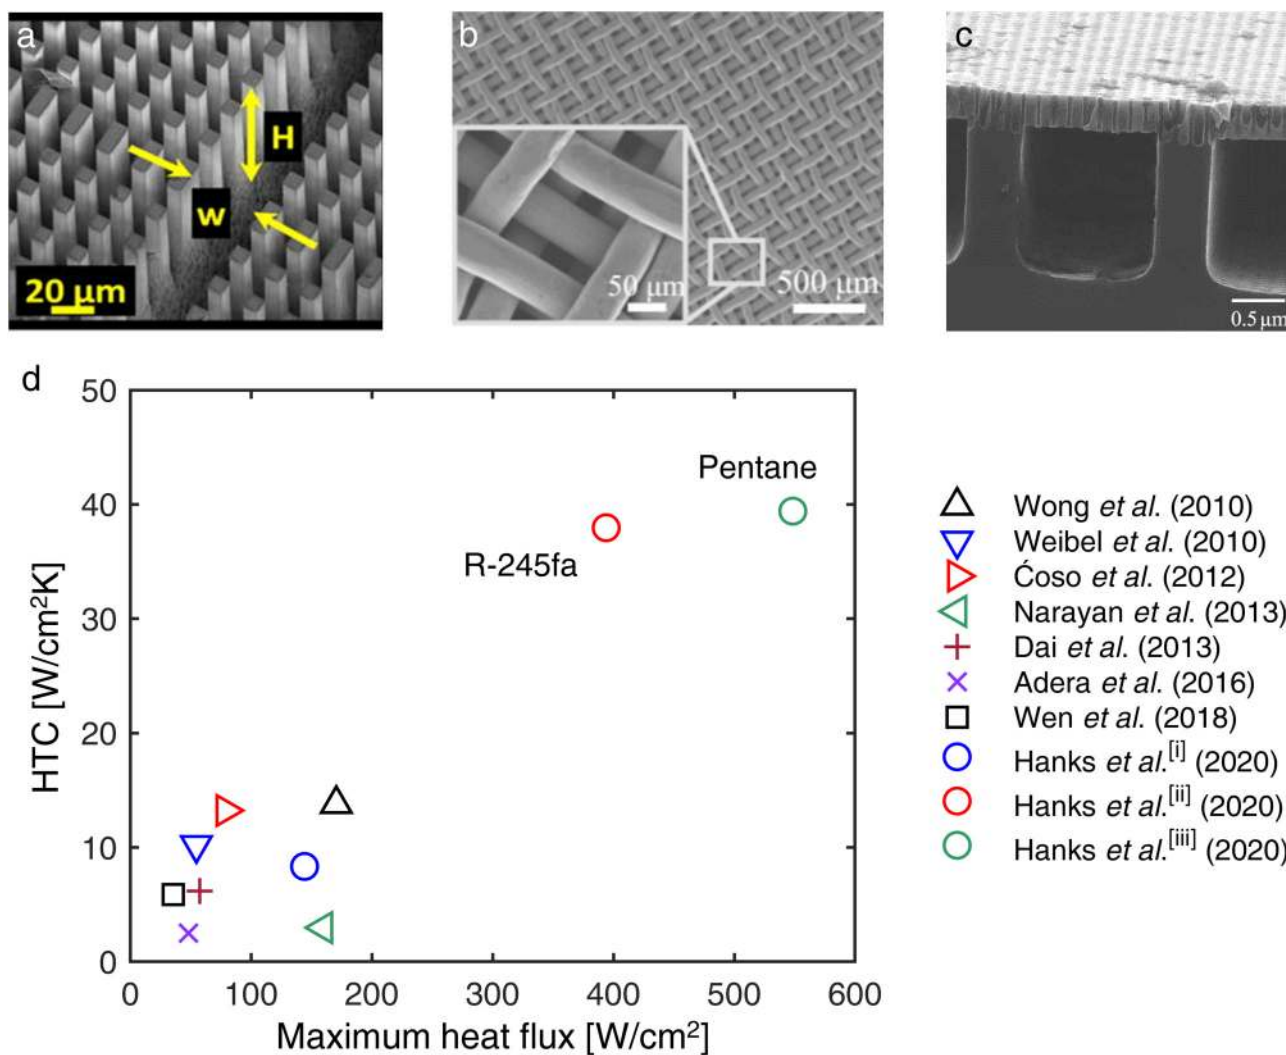 a
H
w
20 μm
b
50 μm
500 μm
c
0.5 μm
d
50
40
30
20
10
0
HTC [W/cm²K]
0 100 200 300 400 500 600
Maximum heat flux [W/cm²]
Pentane
R-245fa
Wong et al. (2010)
Weibel et al. (2010)
Ćoso et al. (2012)
Narayan et al. (2013)
Dai et al. (2013)
Adera et al. (2016)
Wen et al. (2018)
Hanks et al.[i] (2020)
Hanks et al.[ii] (2020)
Hanks et al.[iii] (2020)